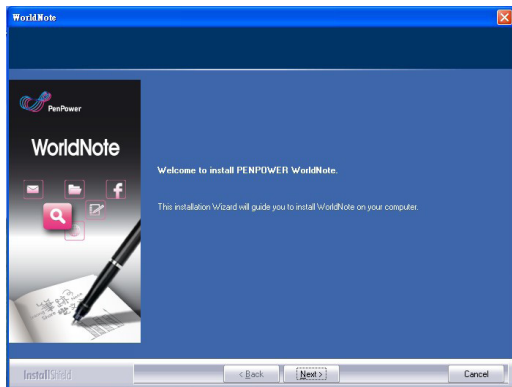 WorldNote
PenPower
WorldNote
Welcome to install PENPOWER WorldNote.
This installation Wizard will guide you to install WorldNote on your computer.
InstallShield
< Back
Next >
Cancel